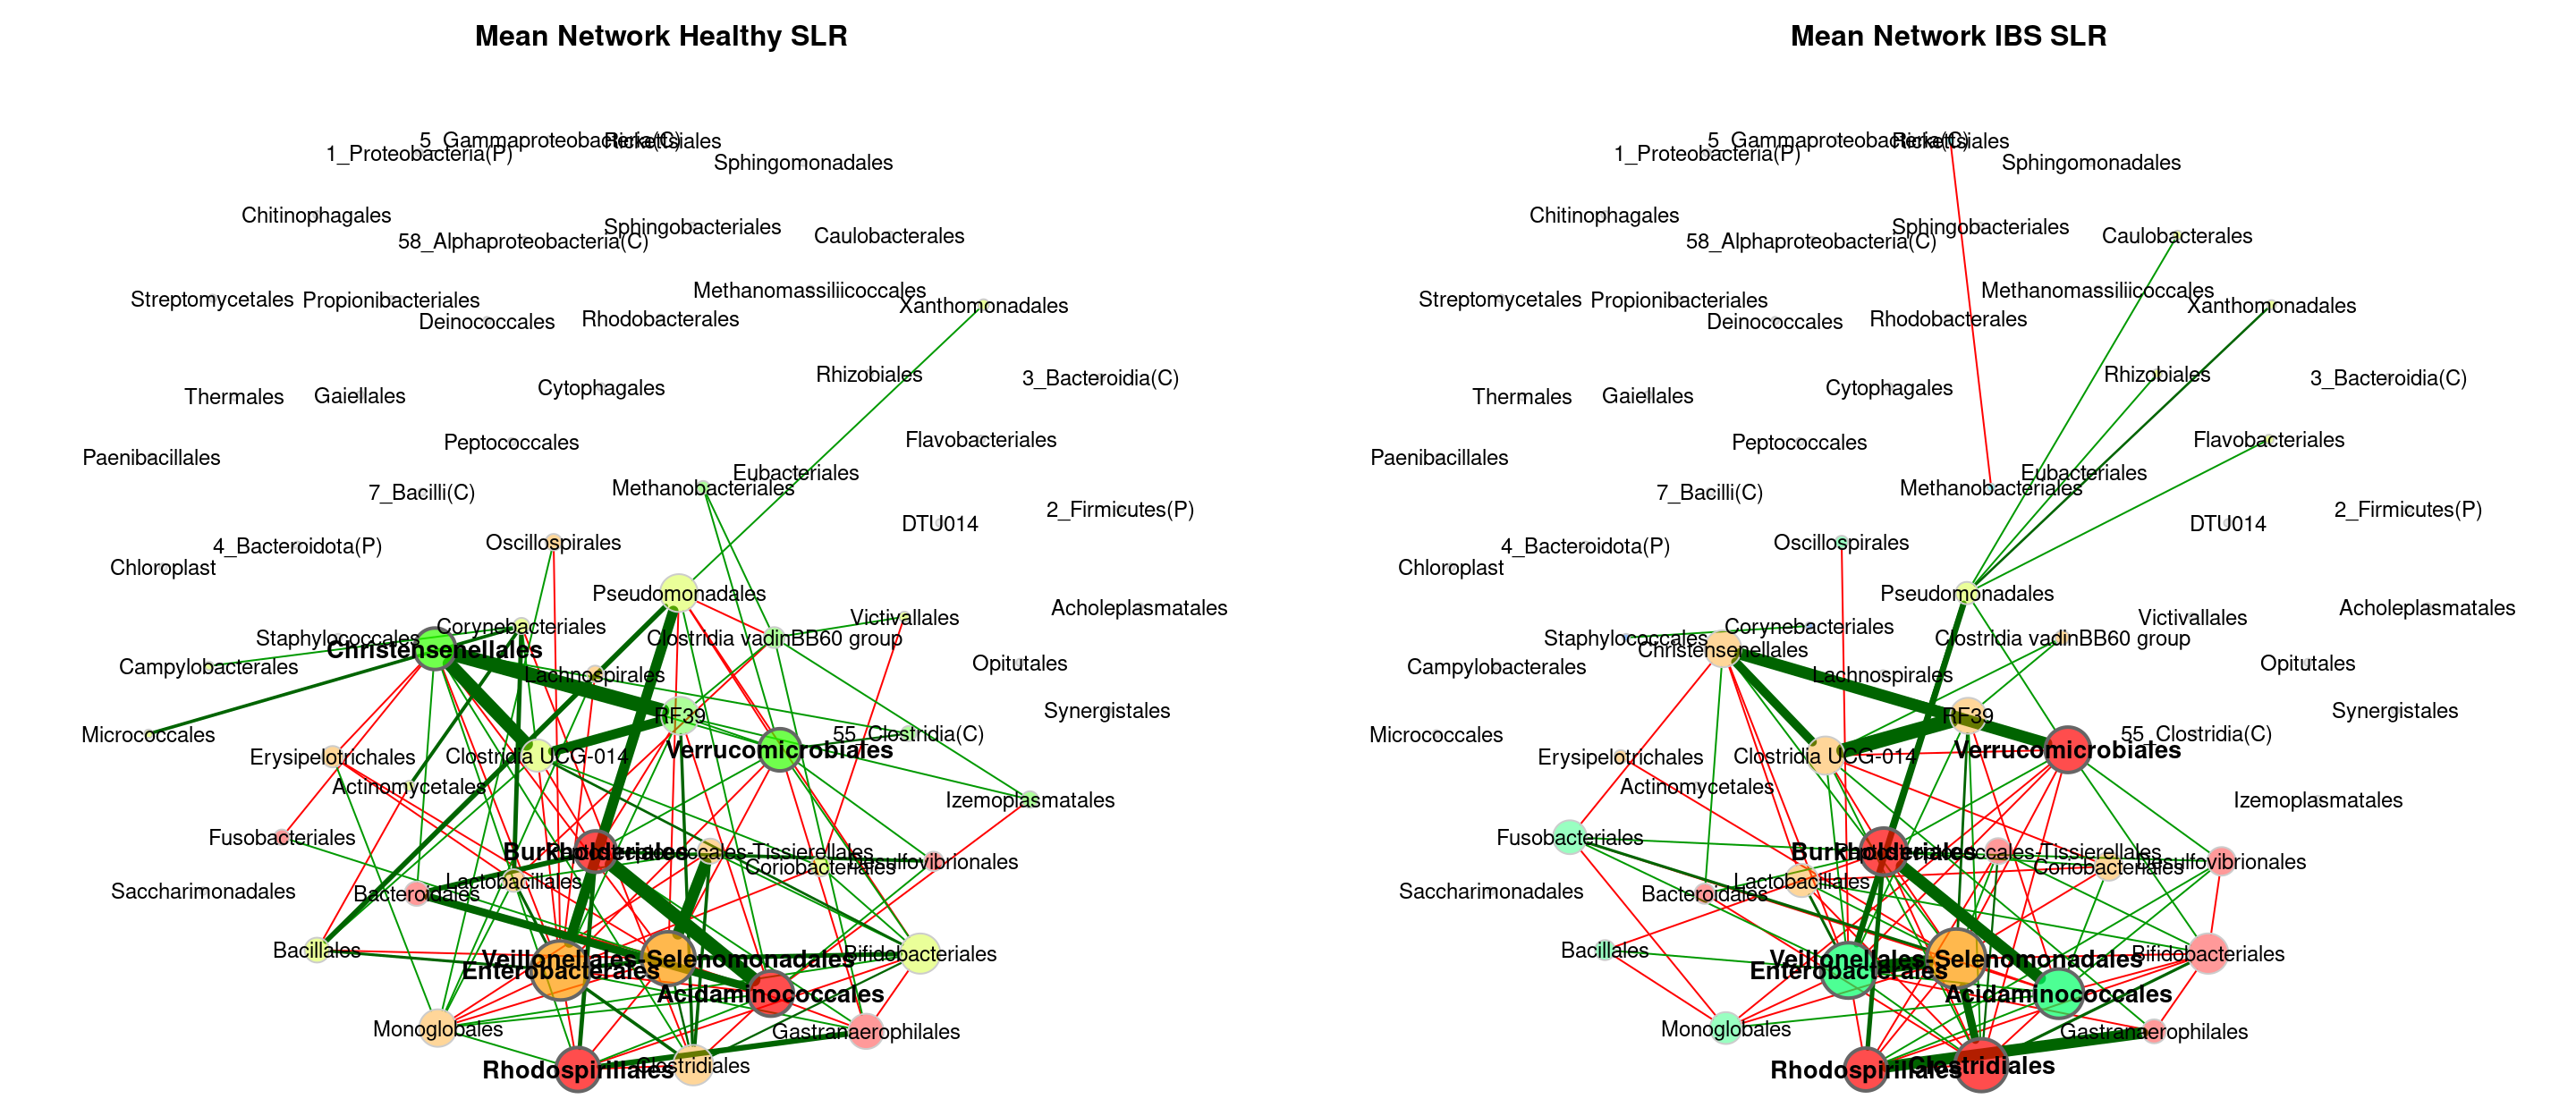 Mean Network Healthy SLR
5_Gammaproteobacteria(C)
Rickettsiales
1_Proteobacteria(P)
Sphingomonadales
Chitinophagales
Sphingobacteriales
58_Alphaproteobacteria(C)
Caulobacterales
Methanomassiliicoccales
Streptomycetales
Propionibacteriales
Xanthomonadales
Deinococcales
Rhodobacterales
Rhizobiales
3_Bacteroidia(C)
Thermales
Gaiellales
Cytophagales
Peptococcales
Flavobacteriales
Paenibacillales
Eubacteriales
7_Bacilli(C)
Methanobacteriales
2_Firmicutes(P)
DTU014
4_Bacteroidota(P)
Oscillospirales
Chloroplast
Pseudomonadales
Acholeplasmatales
Victivallales
Corynebacteriales
Staphylococcales
Clostridia vadinBB60 group
Christensenellales
Campylobacterales
Opitutales
Lachnospirales
RF39
Synergistales
Micrococcales
55_Clostridia(C)
Verrucomicrobiales
Erysipelotrichales
Clostridia UCG-014
Actinomycetales
Izemoplasmatales
Fusobacteriales
Burkholderiales
Peptostreptococcales-Tissierellales
Desulfovibrionales
Coriobacteriales
Lactobacillales
Saccharimonadales
Bacteroidales
Bacillales
Bifidobacteriales
Veillonellales-Selenomonadales
Enterobacterales
Acidaminococcales
Monoglobales
Gastranaerophilales
Rhodospirillales
Clostridiales
Mean Network IBS SLR
5_Gammaproteobacteria(C)
Rickettsiales
1_Proteobacteria(P)
Sphingomonadales
Chitinophagales
Sphingobacteriales
58_Alphaproteobacteria(C)
Caulobacterales
Methanomassiliicoccales
Streptomycetales
Propionibacteriales
Xanthomonadales
Deinococcales
Rhodobacterales
Rhizobiales
3_Bacteroidia(C)
Thermales
Gaiellales
Cytophagales
Peptococcales
Flavobacteriales
Paenibacillales
Eubacteriales
7_Bacilli(C)
Methanobacteriales
2_Firmicutes(P)
DTU014
4_Bacteroidota(P)
Oscillospirales
Chloroplast
Pseudomonadales
Acholeplasmatales
Victivallales
Corynebacteriales
Staphylococcales
Clostridia vadinBB60 group
Christensenellales
Campylobacterales
Opitutales
Lachnospirales
RF39
Synergistales
Micrococcales
55_Clostridia(C)
Verrucomicrobiales
Erysipelotrichales
Clostridia UCG-014
Actinomycetales
Izemoplasmatales
Fusobacteriales
Burkholderiales
Peptostreptococcales-Tissierellales
Desulfovibrionales
Coriobacteriales
Lactobacillales
Saccharimonadales
Bacteroidales
Bacillales
Bifidobacteriales
Veillonellales-Selenomonadales
Enterobacterales
Acidaminococcales
Monoglobales
Gastranaerophilales
Rhodospirillales
Clostridiales